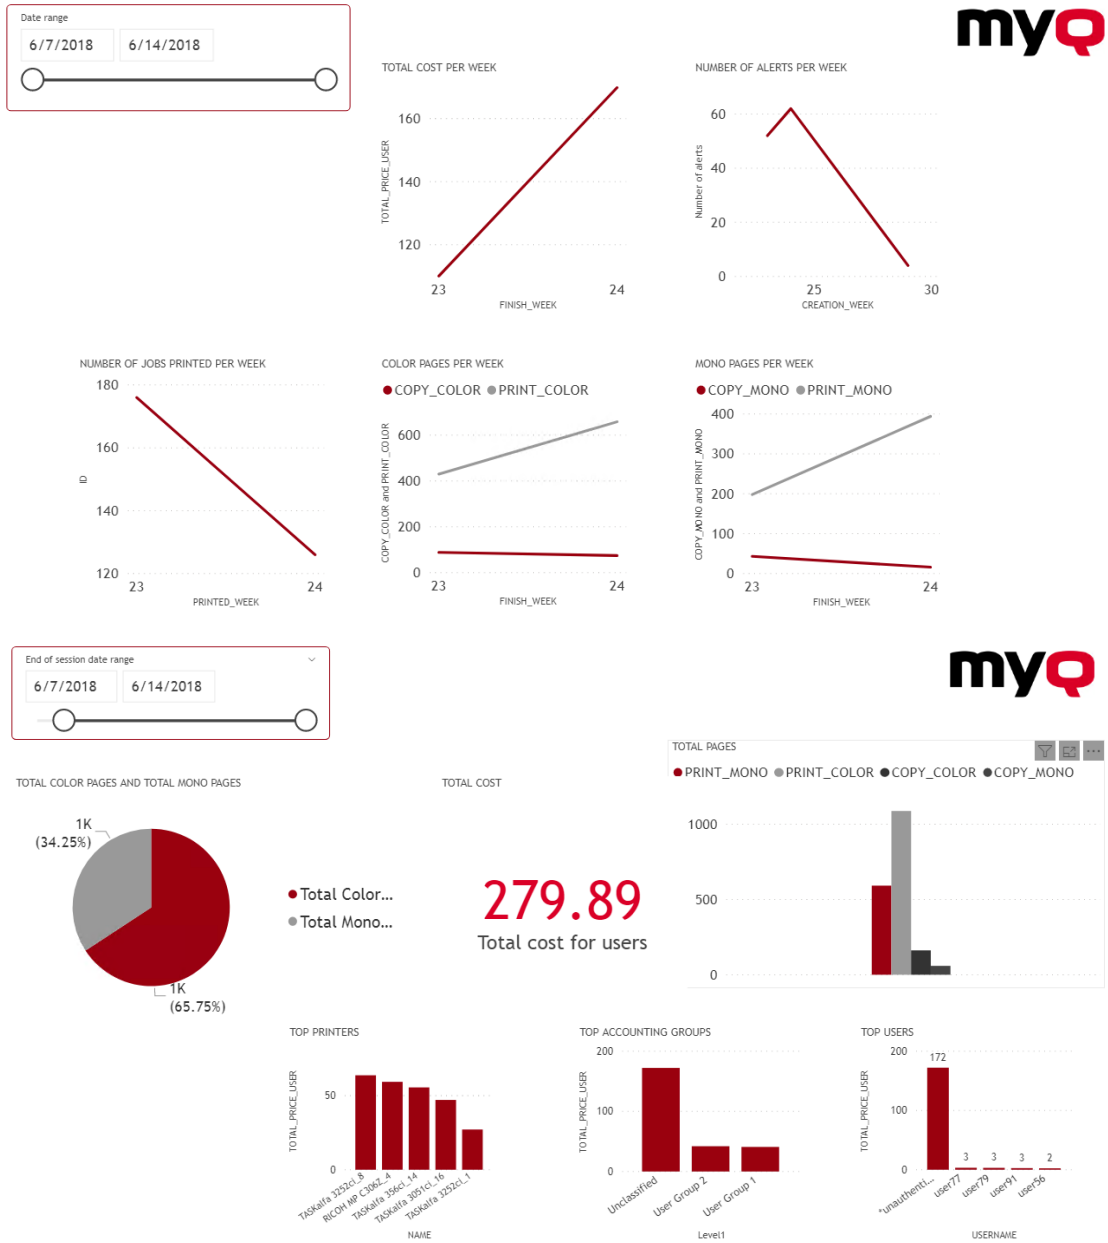 Date range
6/7/2018 6/14/2018
myQ
TOTAL COST PER WEEK
TOTAL_PRICE_USER
160
140
120
23 24
FINISH_WEEK
NUMBER OF ALERTS PER WEEK
Number of alerts
60
40
20
0
25 30
CREATION_WEEK
NUMBER OF JOBS PRINTED PER WEEK
180
160
ID
140
120
23 24
PRINTED_WEEK
COLOR PAGES PER WEEK
COPY_COLOR PRINT_COLOR
COPY_COLOR and PRINT_COLOR
600
400
200
0
23 24
FINISH_WEEK
MONO PAGES PER WEEK
COPY_MONO PRINT_MONO
COPY_MONO and PRINT_MONO
400
300
200
100
0
23 24
FINISH_WEEK
End of session date range
6/7/2018 6/14/2018
myQ
TOTAL COLOR PAGES AND TOTAL MONO PAGES
1K
(34.25%)
1K
(65.75%)
Total Color...
Total Mono...
TOTAL COST
279.89
Total cost for users
TOTAL PAGES
PRINT_MONO PRINT_COLOR COPY_COLOR COPY_MONO
1000
500
0
TOP PRINTERS
TOTAL_PRICE_USER
50
0
TASKalfa 3252ci_8
RICOH MP C306Z_4
TASKalfa 356ci_14
TASKalfa 3051ci_16
TASKalfa 3252ci_1
NAME
TOP ACCOUNTING GROUPS
TOTAL_PRICE_USER
200
100
0
Unclassified
User Group 2
User Group 1
Level1
TOP USERS
TOTAL_PRICE_USER
200
100
0
172
3
3
3
2
*unauthenti...
user77
user79
user91
user56
USERNAME